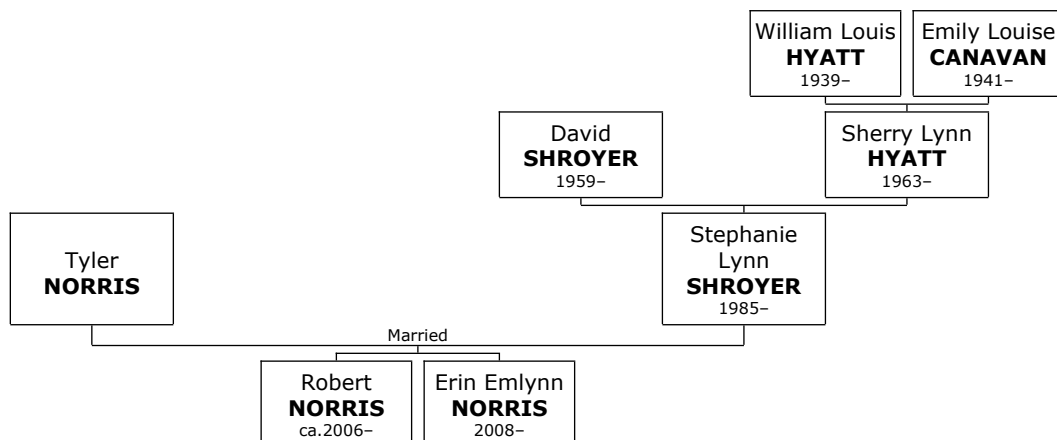 William Louis
HYATT
1939–
Emily Louise
CANAVAN
1941–
David
SHROYER
1959–
Sherry Lynn
HYATT
1963–
Tyler
NORRIS
Stephanie
Lynn
SHROYER
1985–
Married
Robert
NORRIS
ca.2006–
Erin Emlynn
NORRIS
2008–